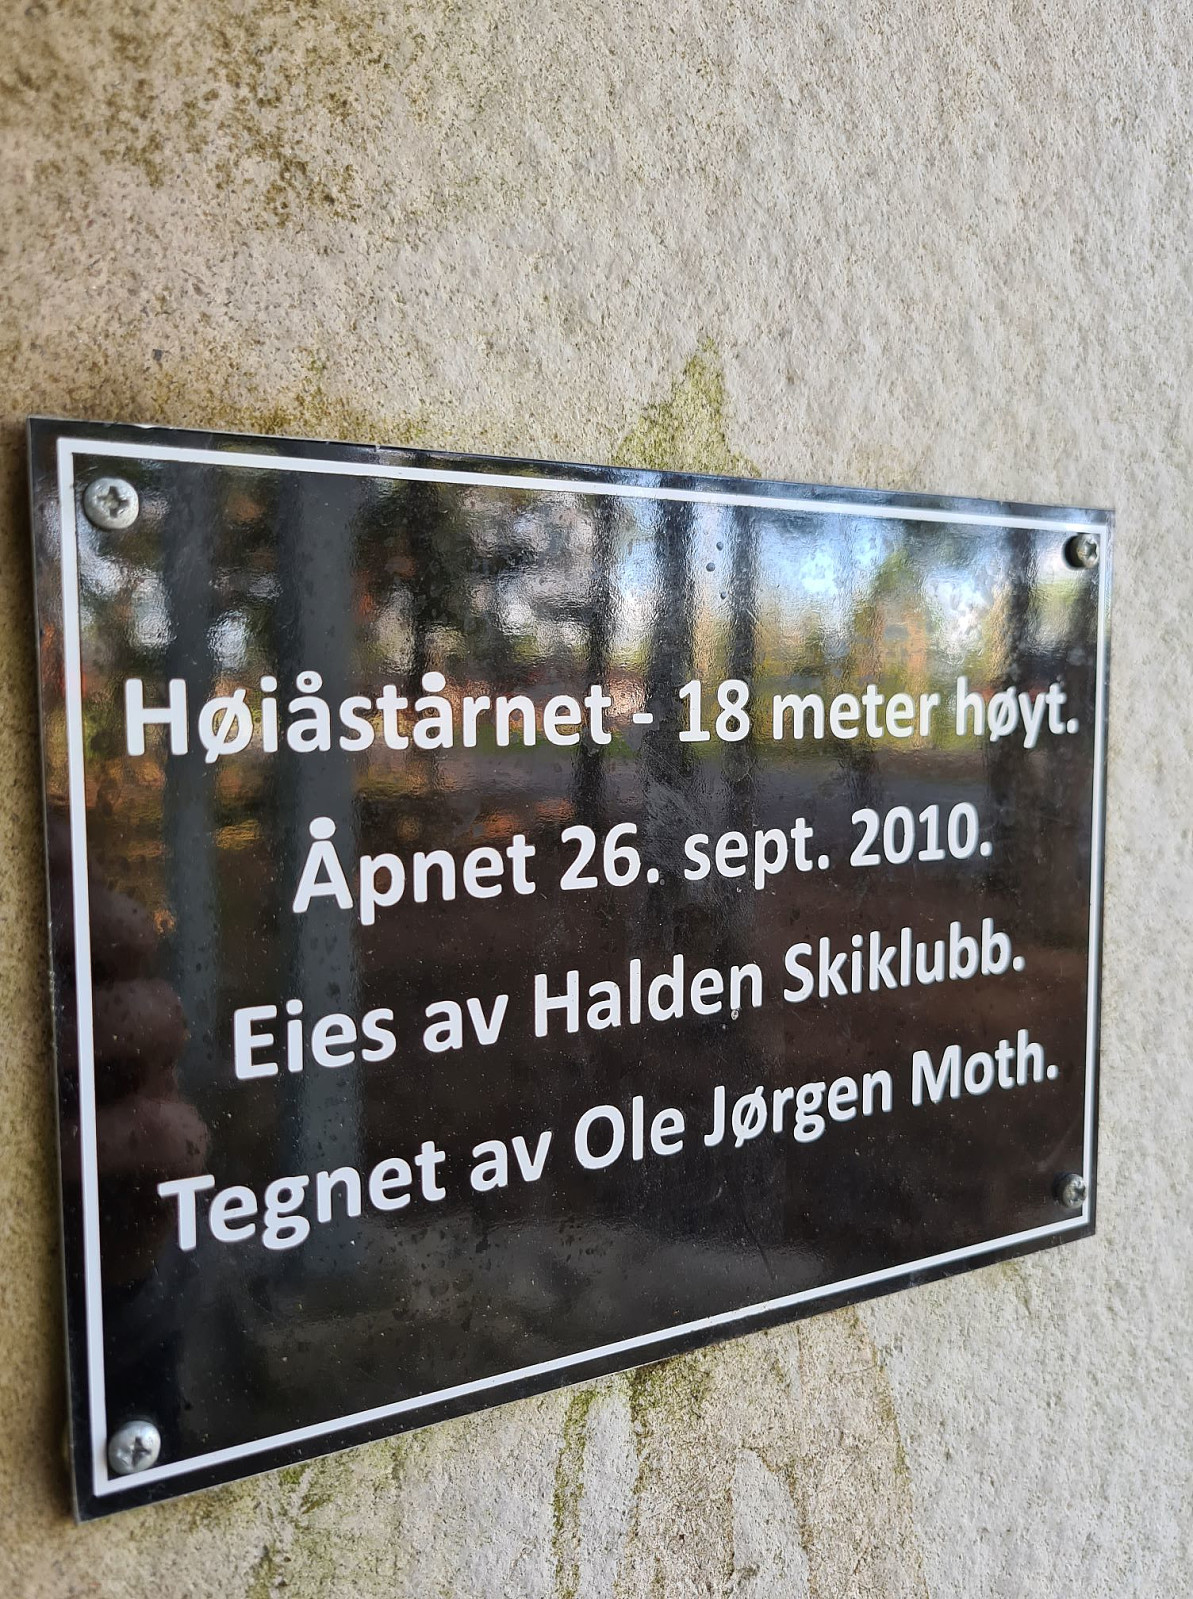 Høiåstårnet - 18 meter høyt.
Åpnet 26. sept. 2010.
Eies av Halden Skiklubb.
Tegnet av Ole Jørgen Moth.